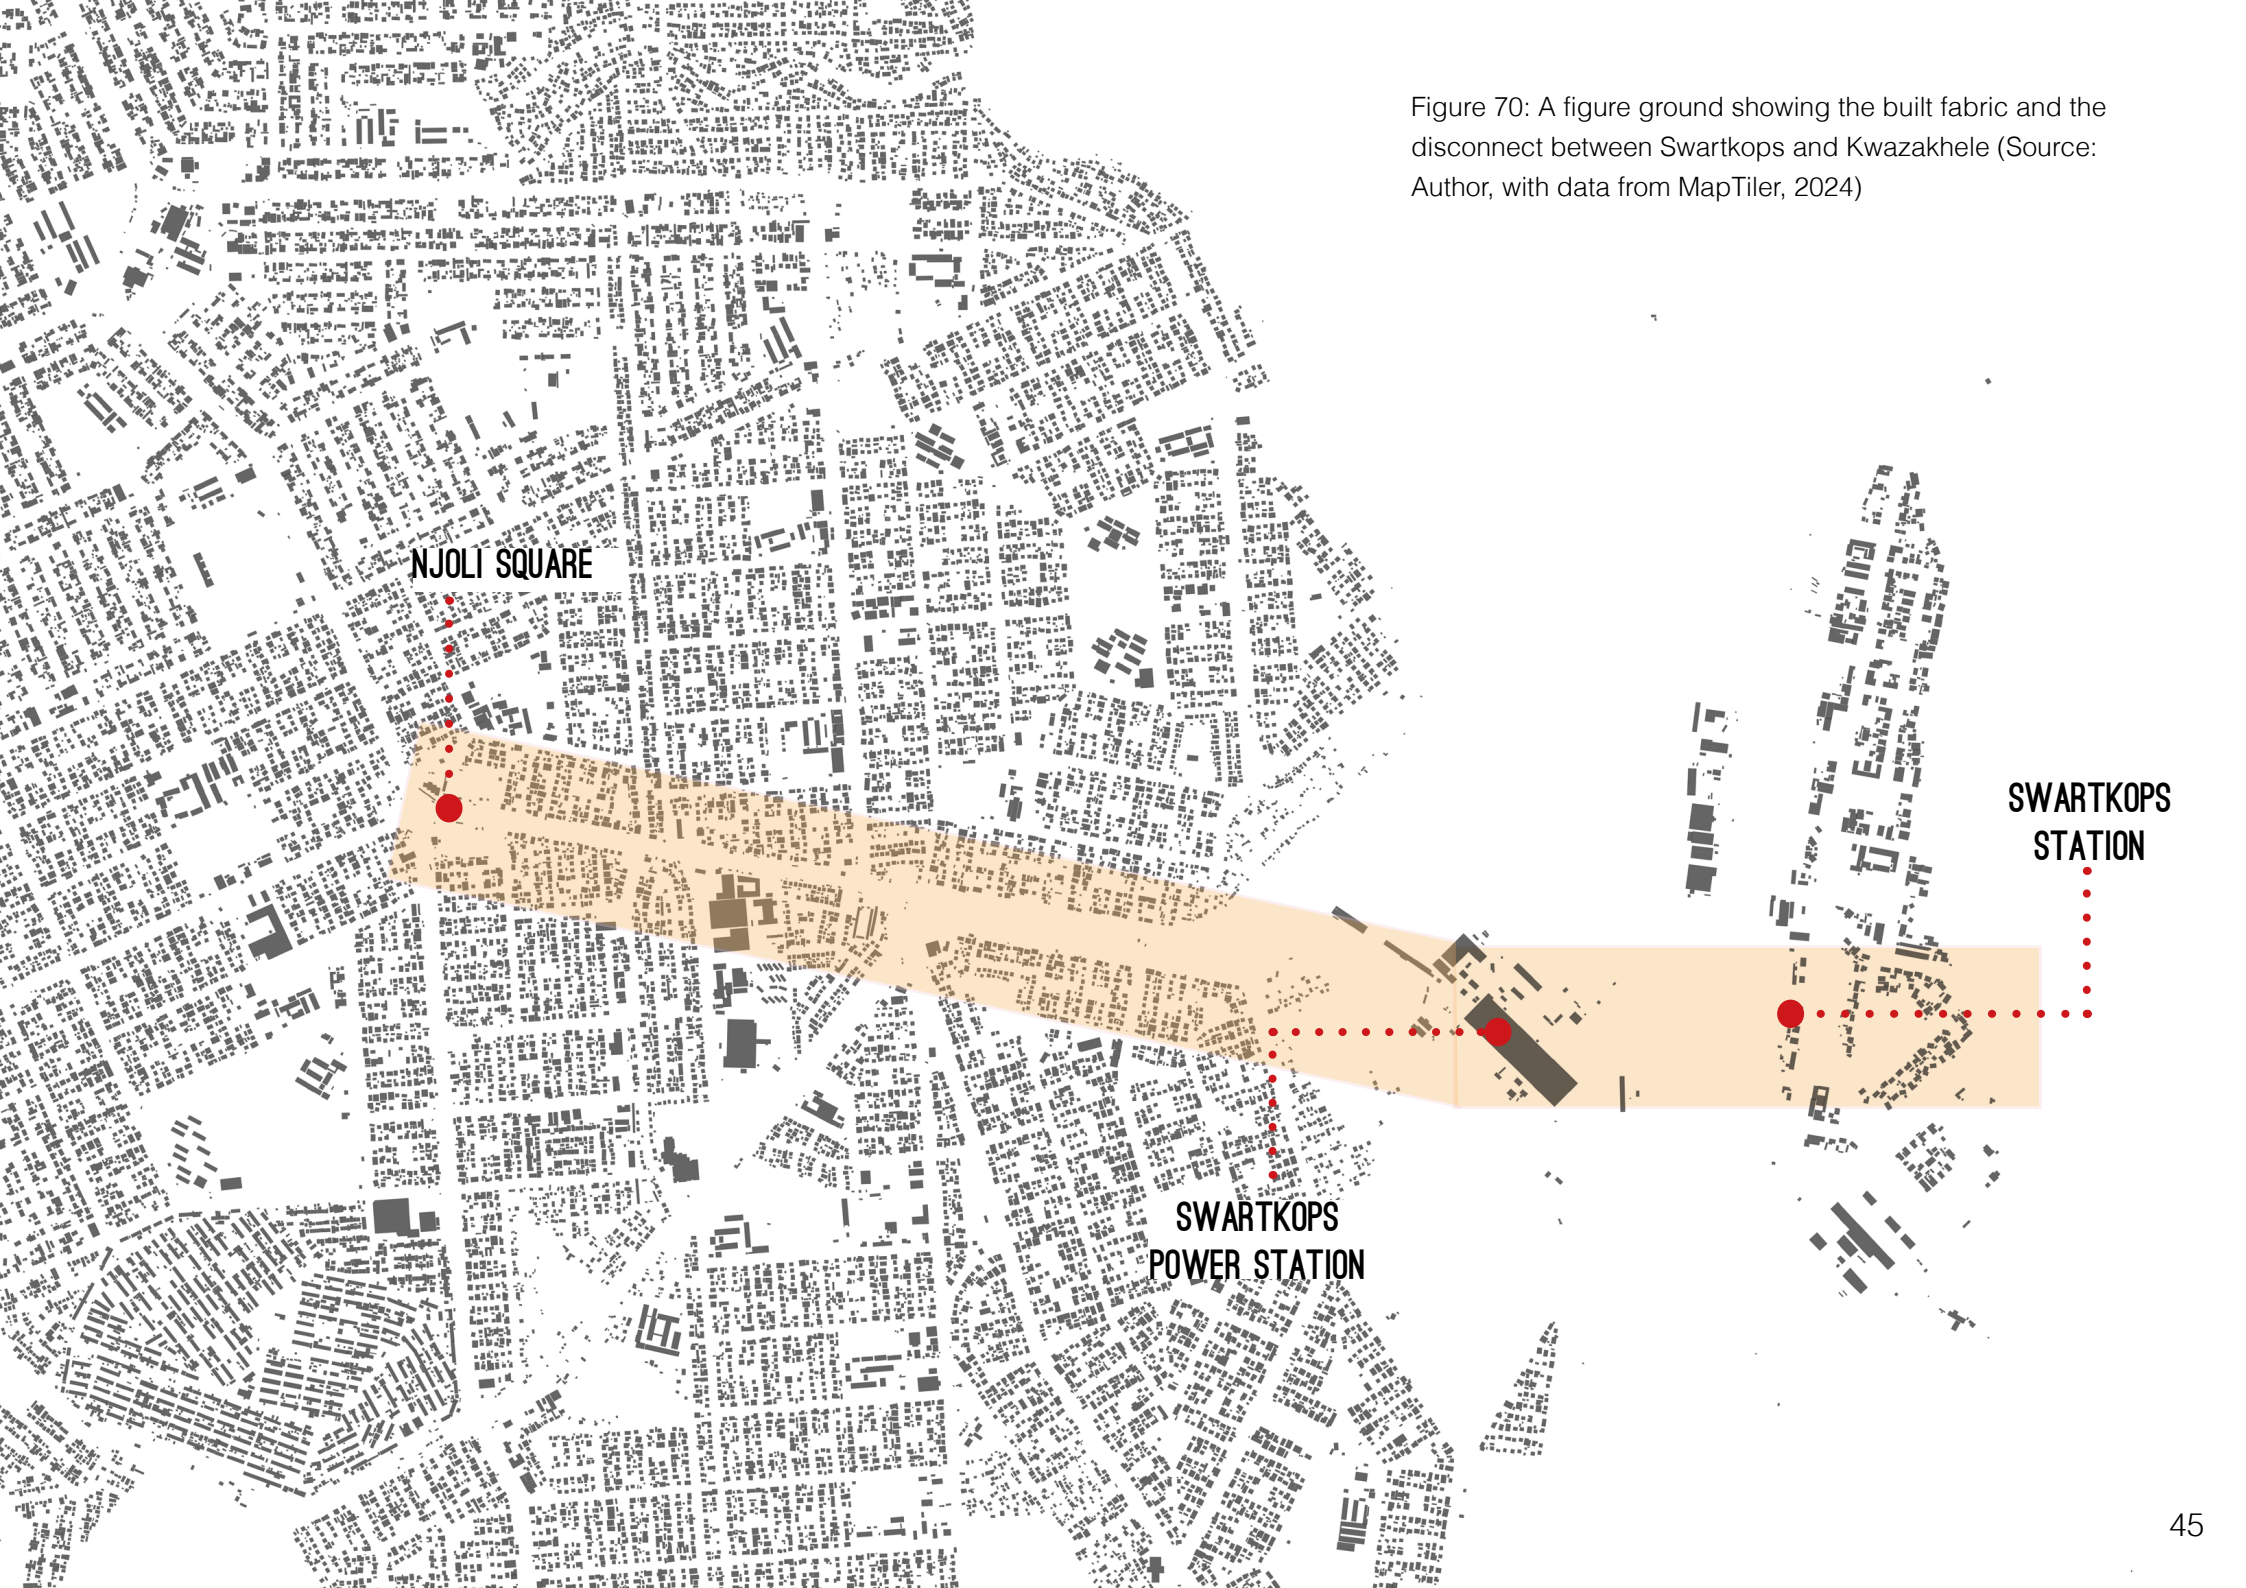 Figure 70: A figure ground showing the built fabric and the
disconnect between Swartkops and Kwazakhele (Source:
Author, with data from MapTiler, 2024)
NJOLI SQUARE
SWARTKOPS
STATION
SWARTKOPS
POWER STATION
45